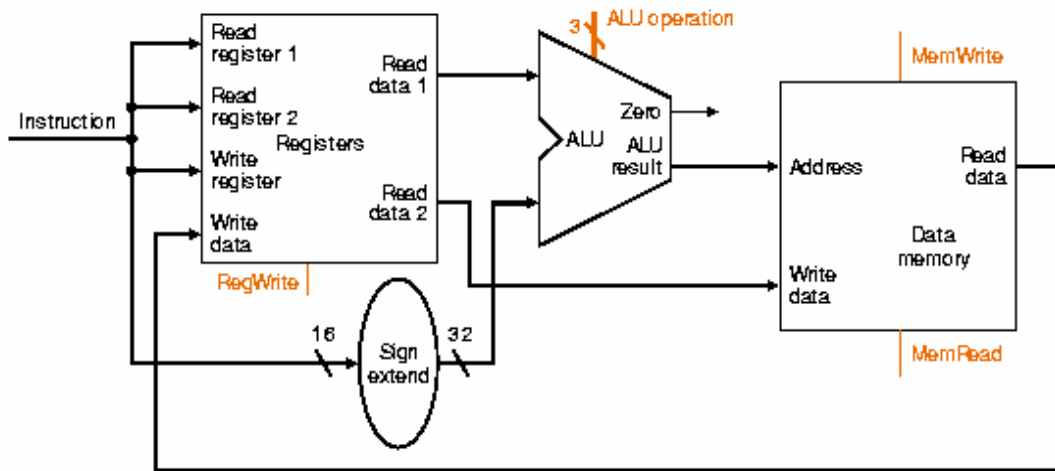 3
ALU operation
Read
register 1
Read
data 1
MemWrite
Read
register 2
Registers
Zero
Instruction
ALU
ALU
result
Write
register
Address
Read
data
Read
data 2
Write
data
Data
memory
RegWrite
Write
data
16
32
Sign
extend
MemRead